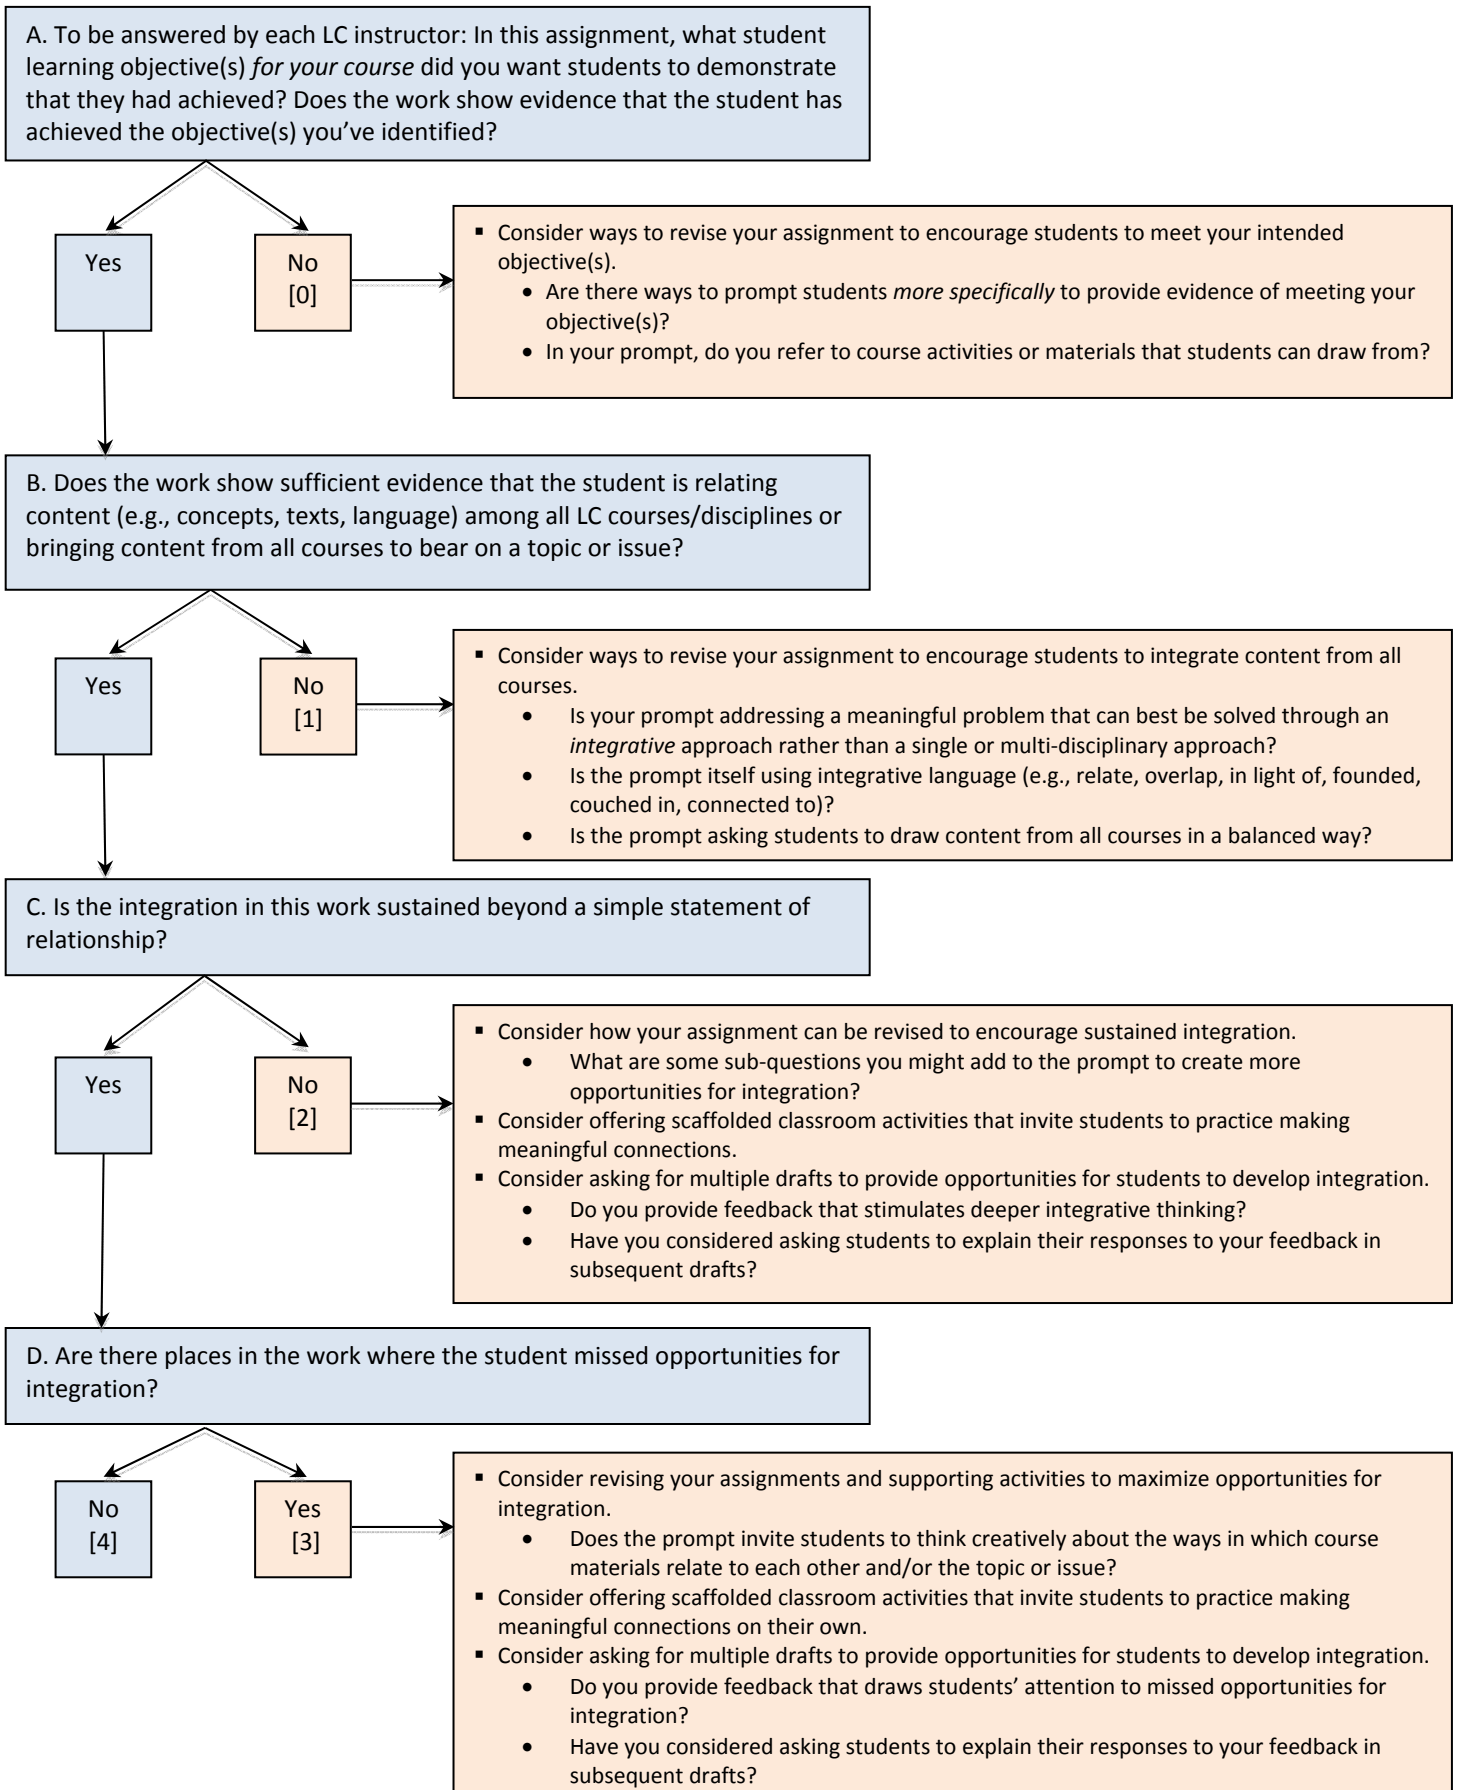 A. To be answered by each LC instructor: In this assignment, what student
learning objective(s) for your course did you want students to demonstrate
that they had achieved? Does the work show evidence that the student has
achieved the objective(s) you’ve identified?
Yes
No
[0]
▪ Consider ways to revise your assignment to encourage students to meet your intended
objective(s).
• Are there ways to prompt students more specifically to provide evidence of meeting your
objective(s)?
• In your prompt, do you refer to course activities or materials that students can draw from?
B. Does the work show sufficient evidence that the student is relating
content (e.g., concepts, texts, language) among all LC courses/disciplines or
bringing content from all courses to bear on a topic or issue?
Yes
No
[1]
▪ Consider ways to revise your assignment to encourage students to integrate content from all
courses.
• Is your prompt addressing a meaningful problem that can best be solved through an
integrative approach rather than a single or multi-disciplinary approach?
• Is the prompt itself using integrative language (e.g., relate, overlap, in light of, founded,
couched in, connected to)?
• Is the prompt asking students to draw content from all courses in a balanced way?
C. Is the integration in this work sustained beyond a simple statement of
relationship?
Yes
No
[2]
▪ Consider how your assignment can be revised to encourage sustained integration.
• What are some sub-questions you might add to the prompt to create more
opportunities for integration?
▪ Consider offering scaffolded classroom activities that invite students to practice making
meaningful connections.
▪ Consider asking for multiple drafts to provide opportunities for students to develop integration.
• Do you provide feedback that stimulates deeper integrative thinking?
• Have you considered asking students to explain their responses to your feedback in
subsequent drafts?
D. Are there places in the work where the student missed opportunities for
integration?
No
[4]
Yes
[3]
▪ Consider revising your assignments and supporting activities to maximize opportunities for
integration.
• Does the prompt invite students to think creatively about the ways in which course
materials relate to each other and/or the topic or issue?
▪ Consider offering scaffolded classroom activities that invite students to practice making
meaningful connections on their own.
▪ Consider asking for multiple drafts to provide opportunities for students to develop integration.
• Do you provide feedback that draws students’ attention to missed opportunities for
integration?
• Have you considered asking students to explain their responses to your feedback in
subsequent drafts?